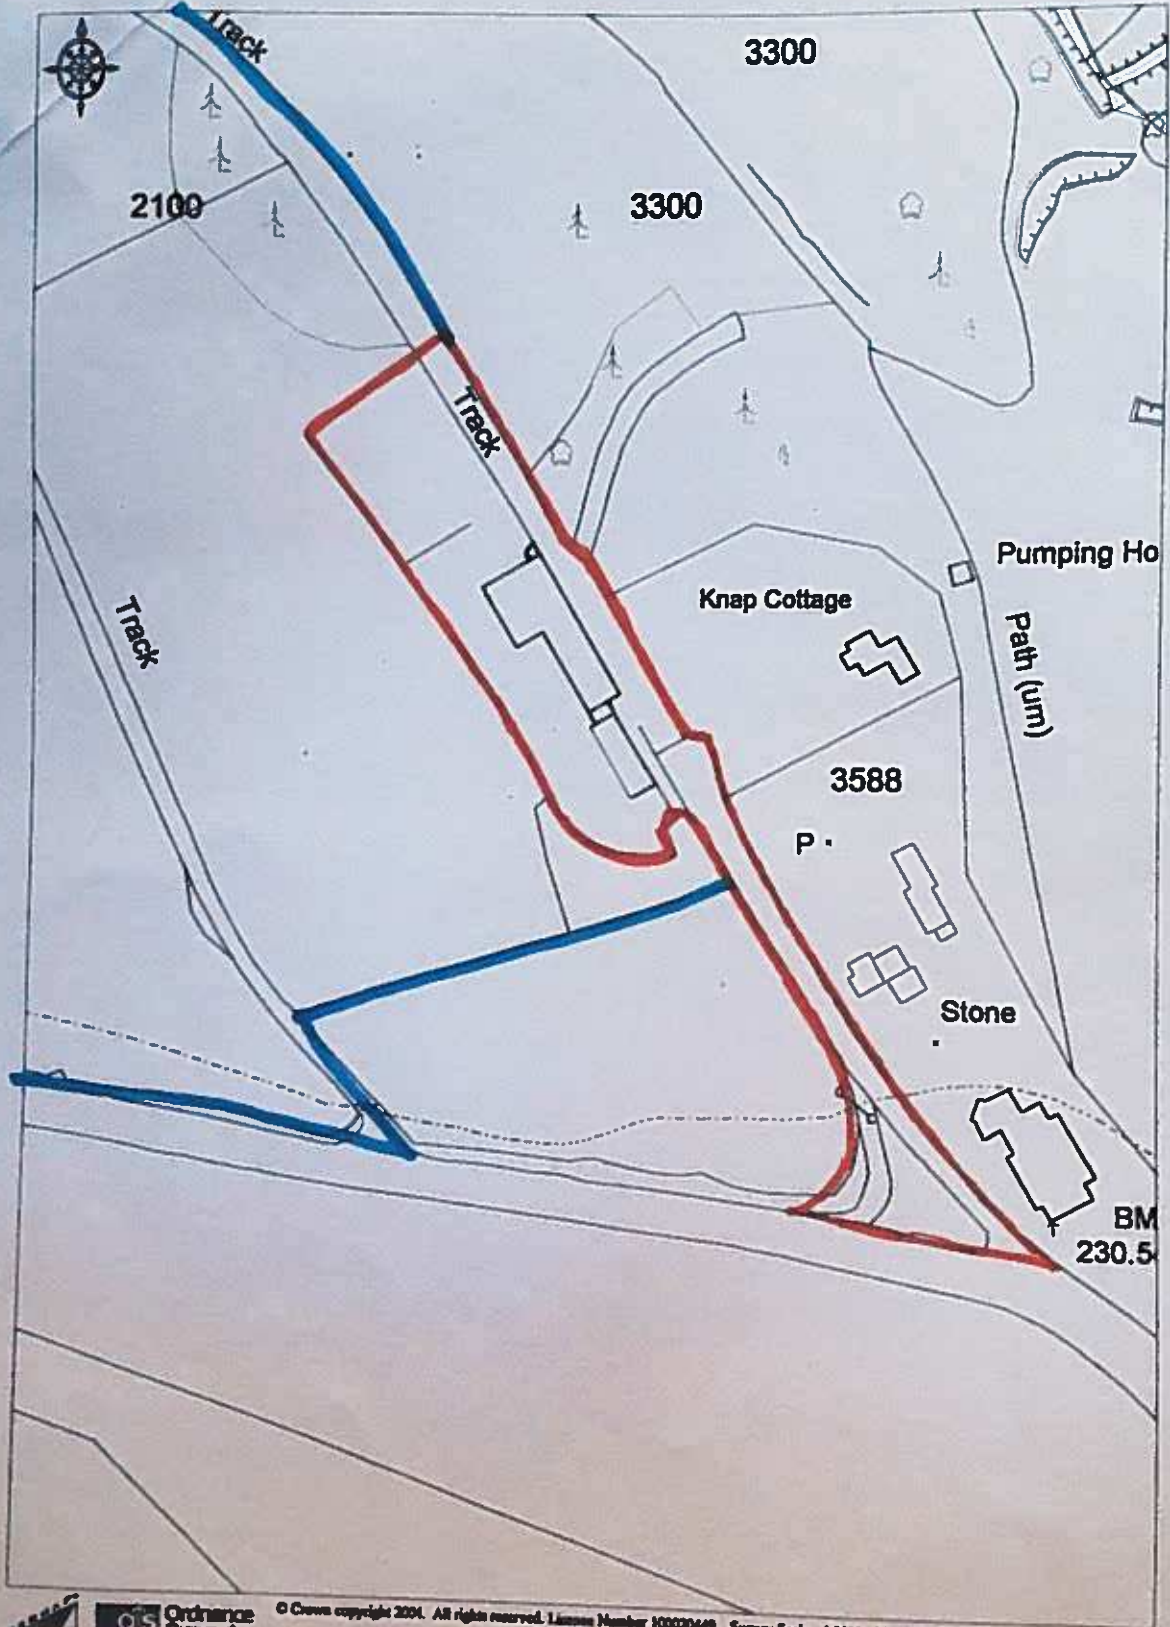 Track
3300
2100
3300
Track
Pumping Ho
Knap Cottage
Track
Path (um)
3588
P
Stone
BM
230.5
Ordnance
© Crown copyright 2004. All rights reserved. Licence Number